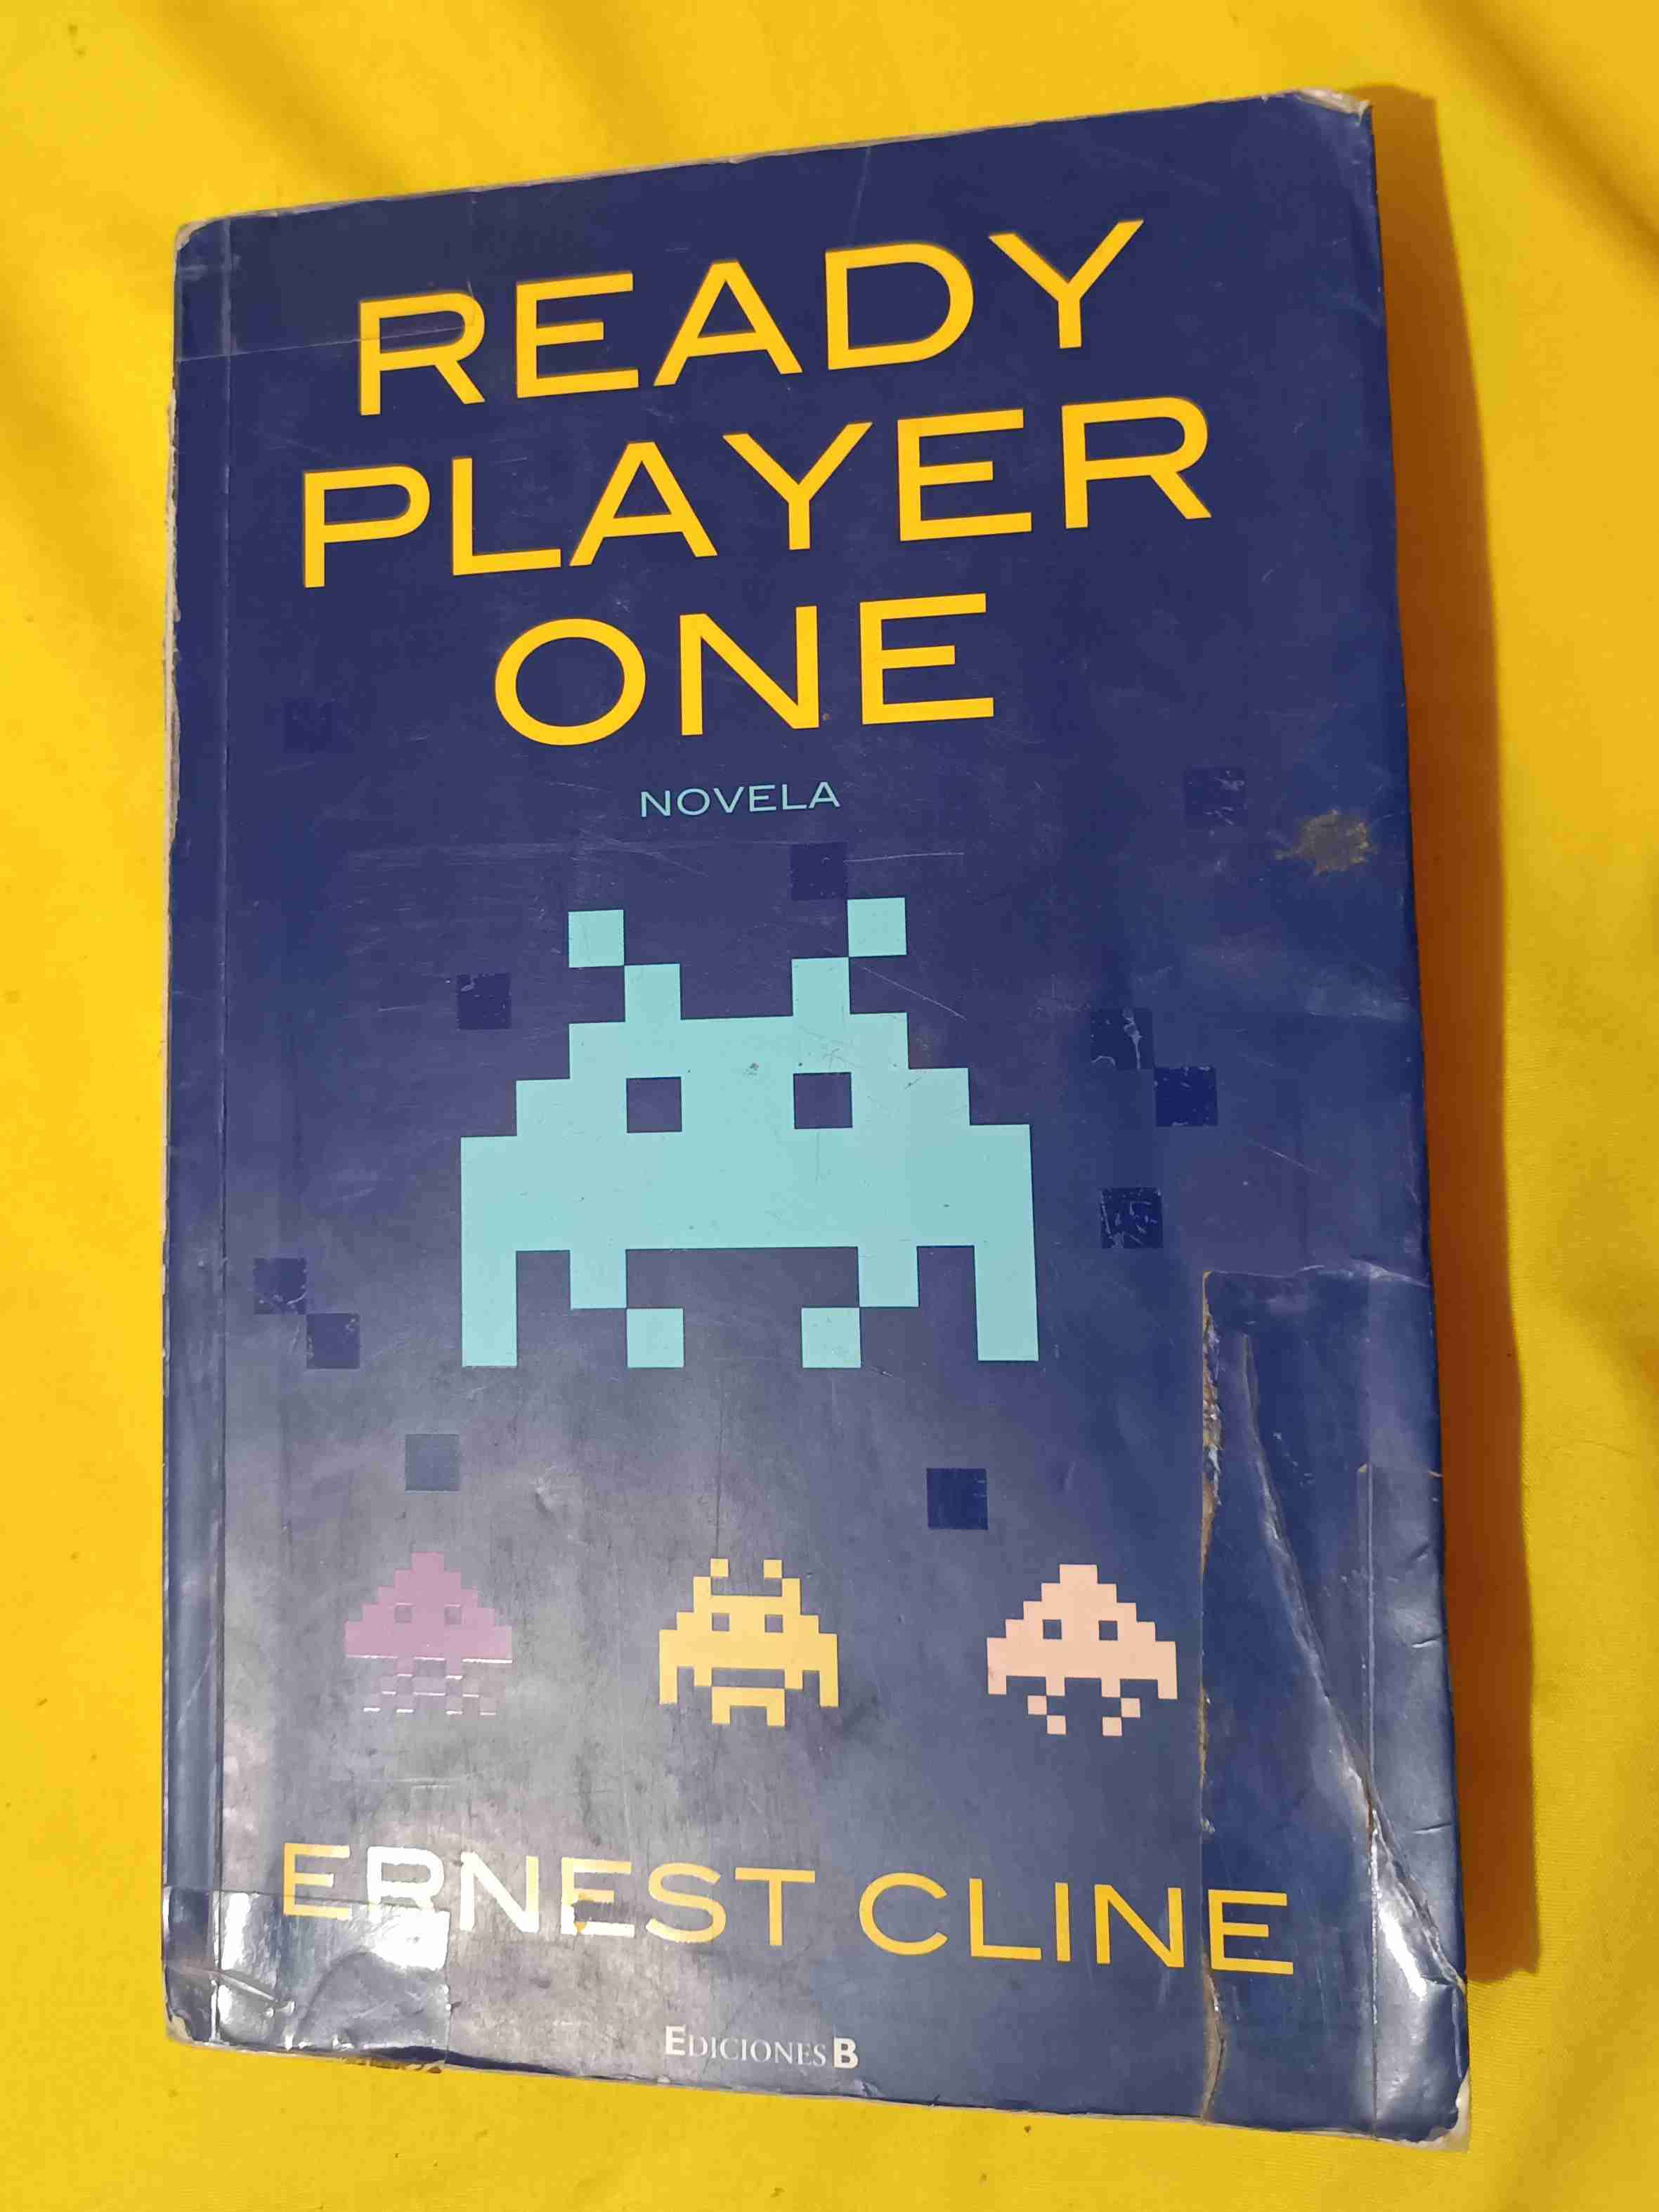 READY
PLAYER
ONE
NOVELA
ERNEST CLINE
EDICIONES B